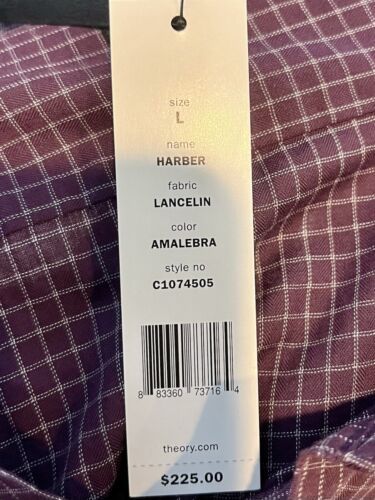 size
L
name
HARBER
fabric
LANCELIN
color
AMALEBRA
style no
C1074505
8 83360 73716 4
theory.com
$225.00